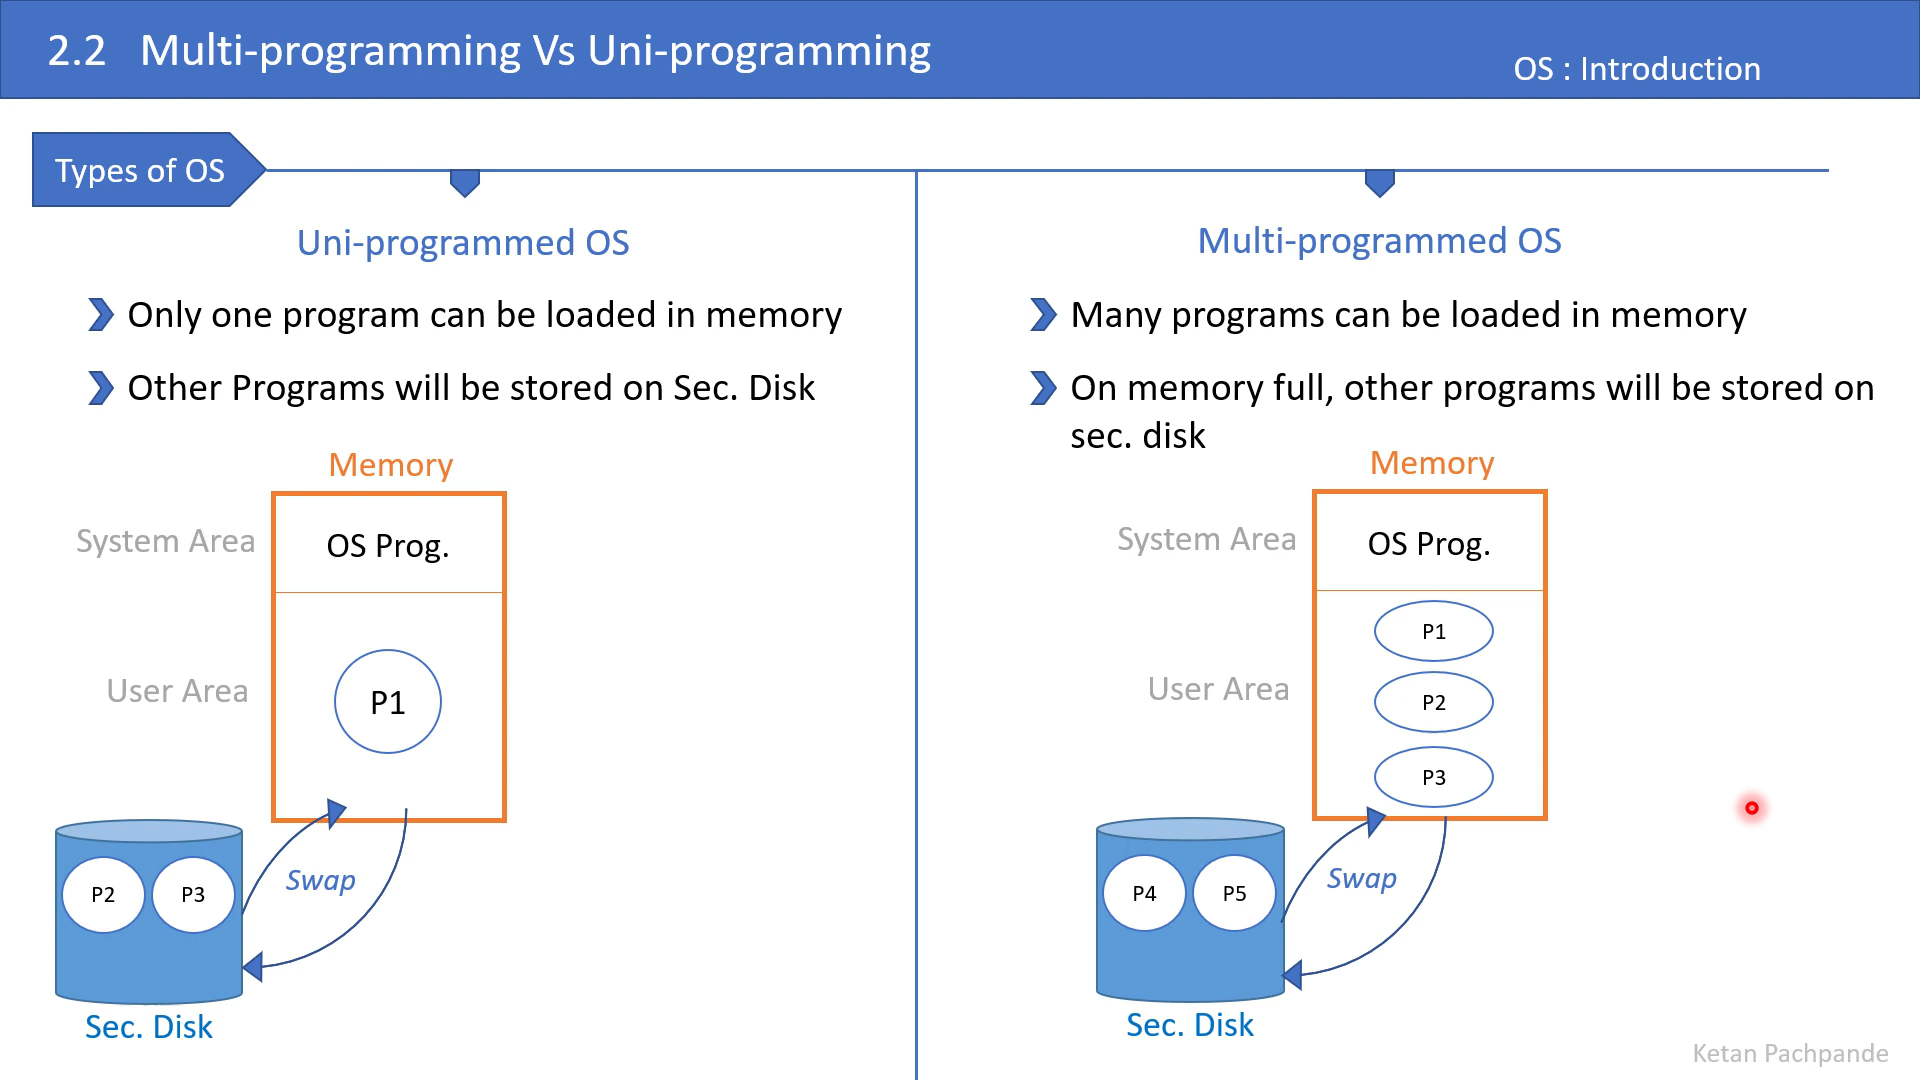 2.2 Multi-programming Vs Uni-programming
OS : Introduction
Types of OS
Uni-programmed OS
Only one program can be loaded in memory
Other Programs will be stored on Sec. Disk
Memory
System Area
OS Prog.
User Area
P1
P2 P3
Swap
Sec. Disk
Multi-programmed OS
Many programs can be loaded in memory
On memory full, other programs will be stored on
sec. disk
Memory
System Area
OS Prog.
P1
User Area
P2
P3
P4 P5
Swap
Sec. Disk
Ketan Pachpande